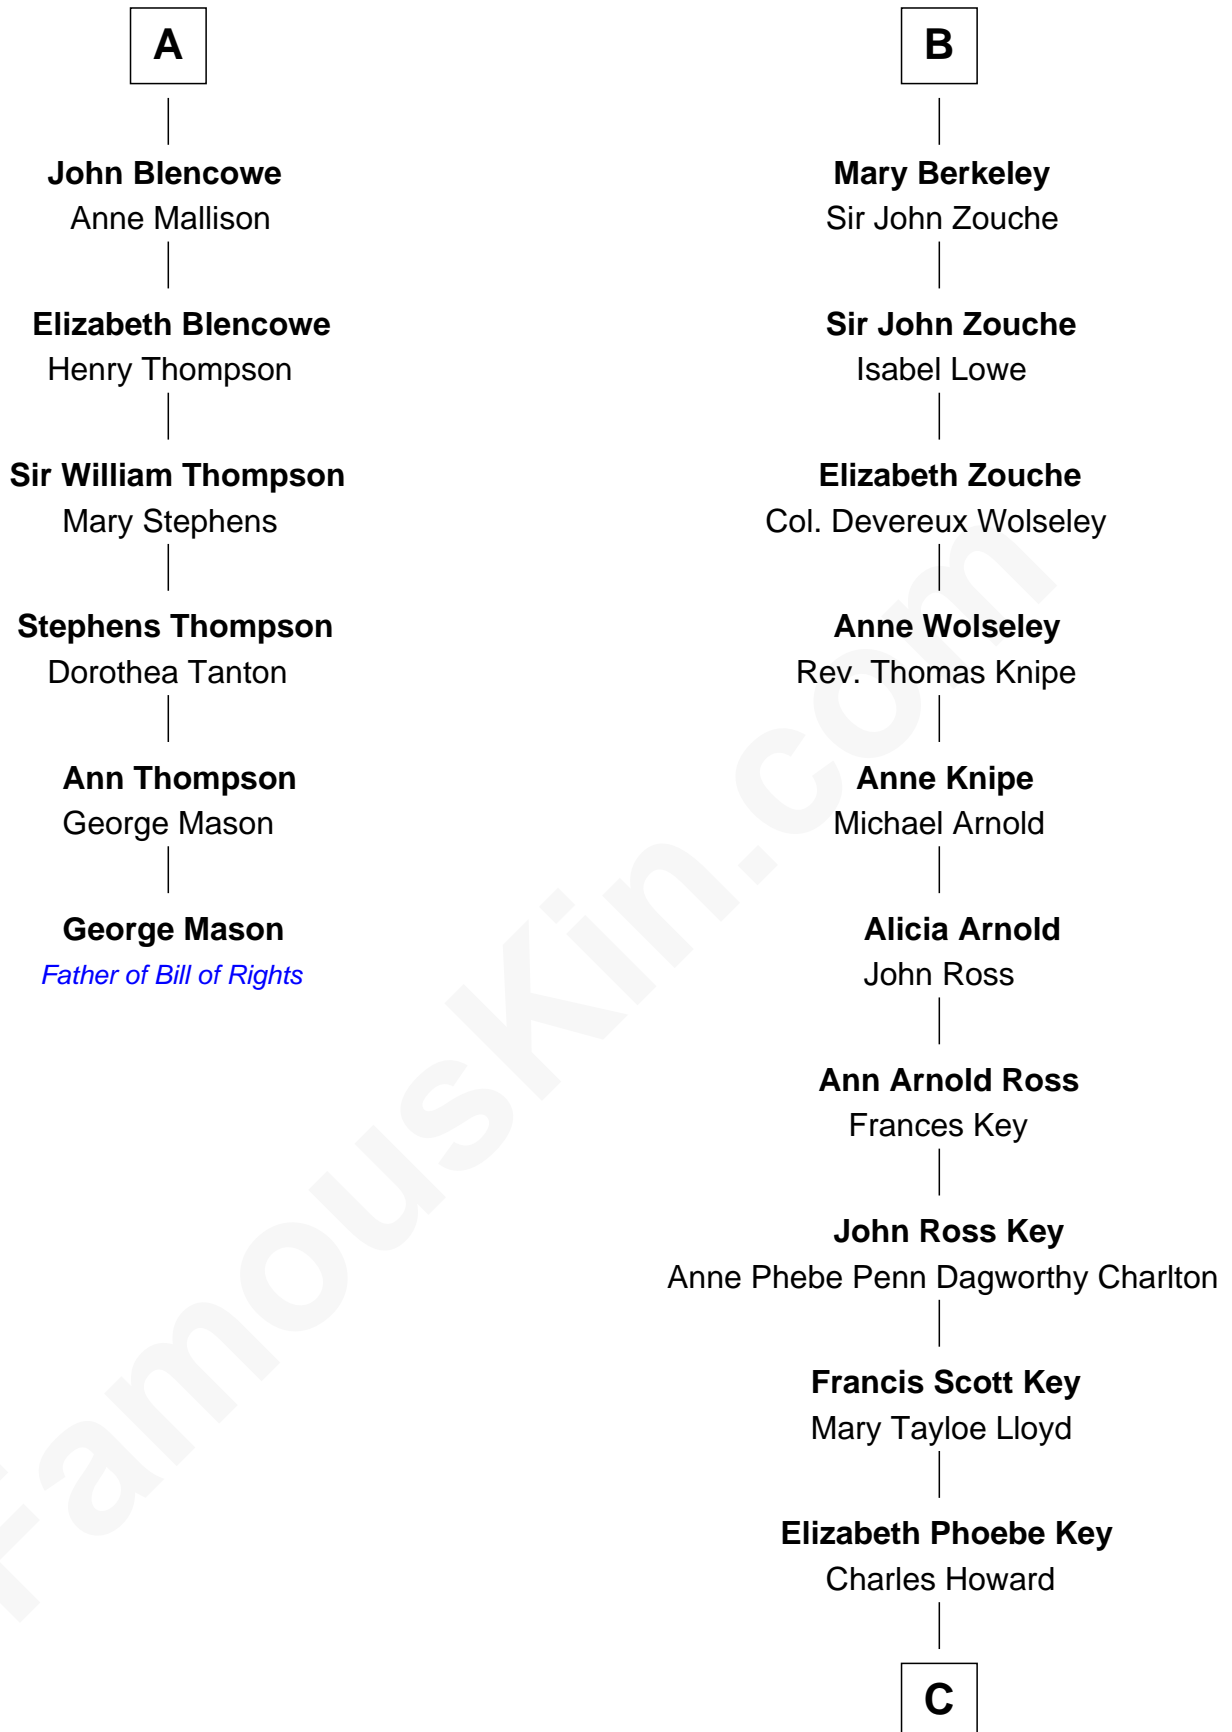 A
John Blencowe
Anne Mallison
Elizabeth Blencowe
Henry Thompson
Sir William Thompson
Mary Stephens
Stephens Thompson
Dorothea Tanton
Ann Thompson
George Mason
George Mason
Father of Bill of Rights
B
Mary Berkeley
Sir John Zouche
Sir John Zouche
Isabel Lowe
Elizabeth Zouche
Col. Devereux Wolseley
Anne Wolseley
Rev. Thomas Knipe
Anne Knipe
Michael Arnold
Alicia Arnold
John Ross
Ann Arnold Ross
Frances Key
John Ross Key
Anne Phebe Penn Dagworthy Charlton
Francis Scott Key
Mary Tayloe Lloyd
Elizabeth Phoebe Key
Charles Howard
C
FamousKin.com